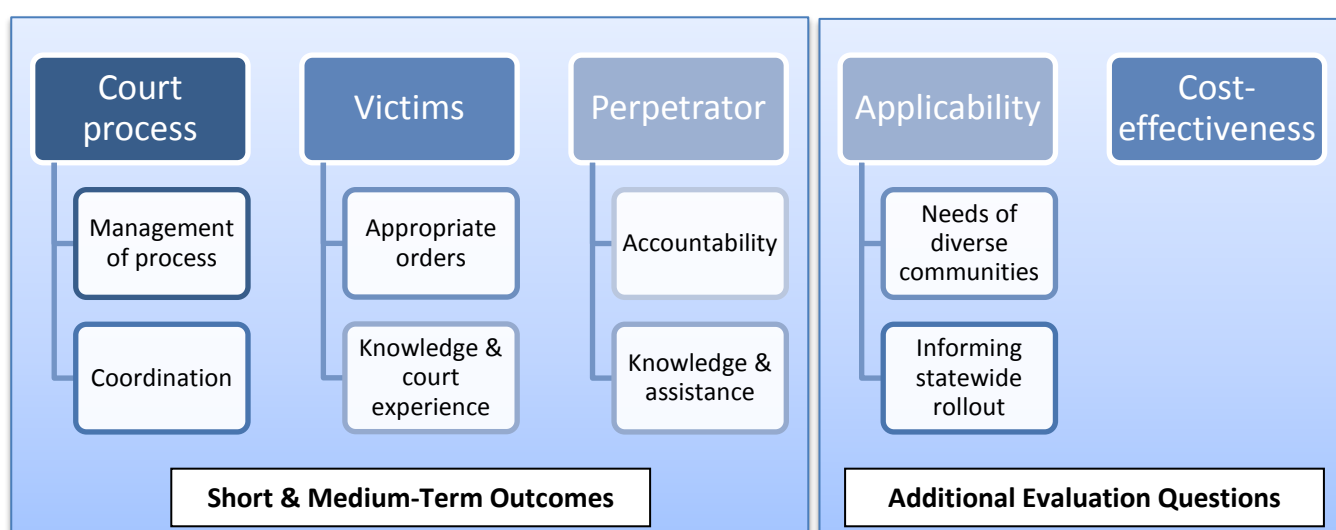 Court
process
Management
of process
Coordination
Victims
Appropriate
orders
Knowledge &
court
experience
Perpetrator
Accountability
Knowledge &
assistance
Short & Medium-Term Outcomes
Applicability
Needs of
diverse
communities
Informing
statewide
rollout
Cost-
effectiveness
Additional Evaluation Questions